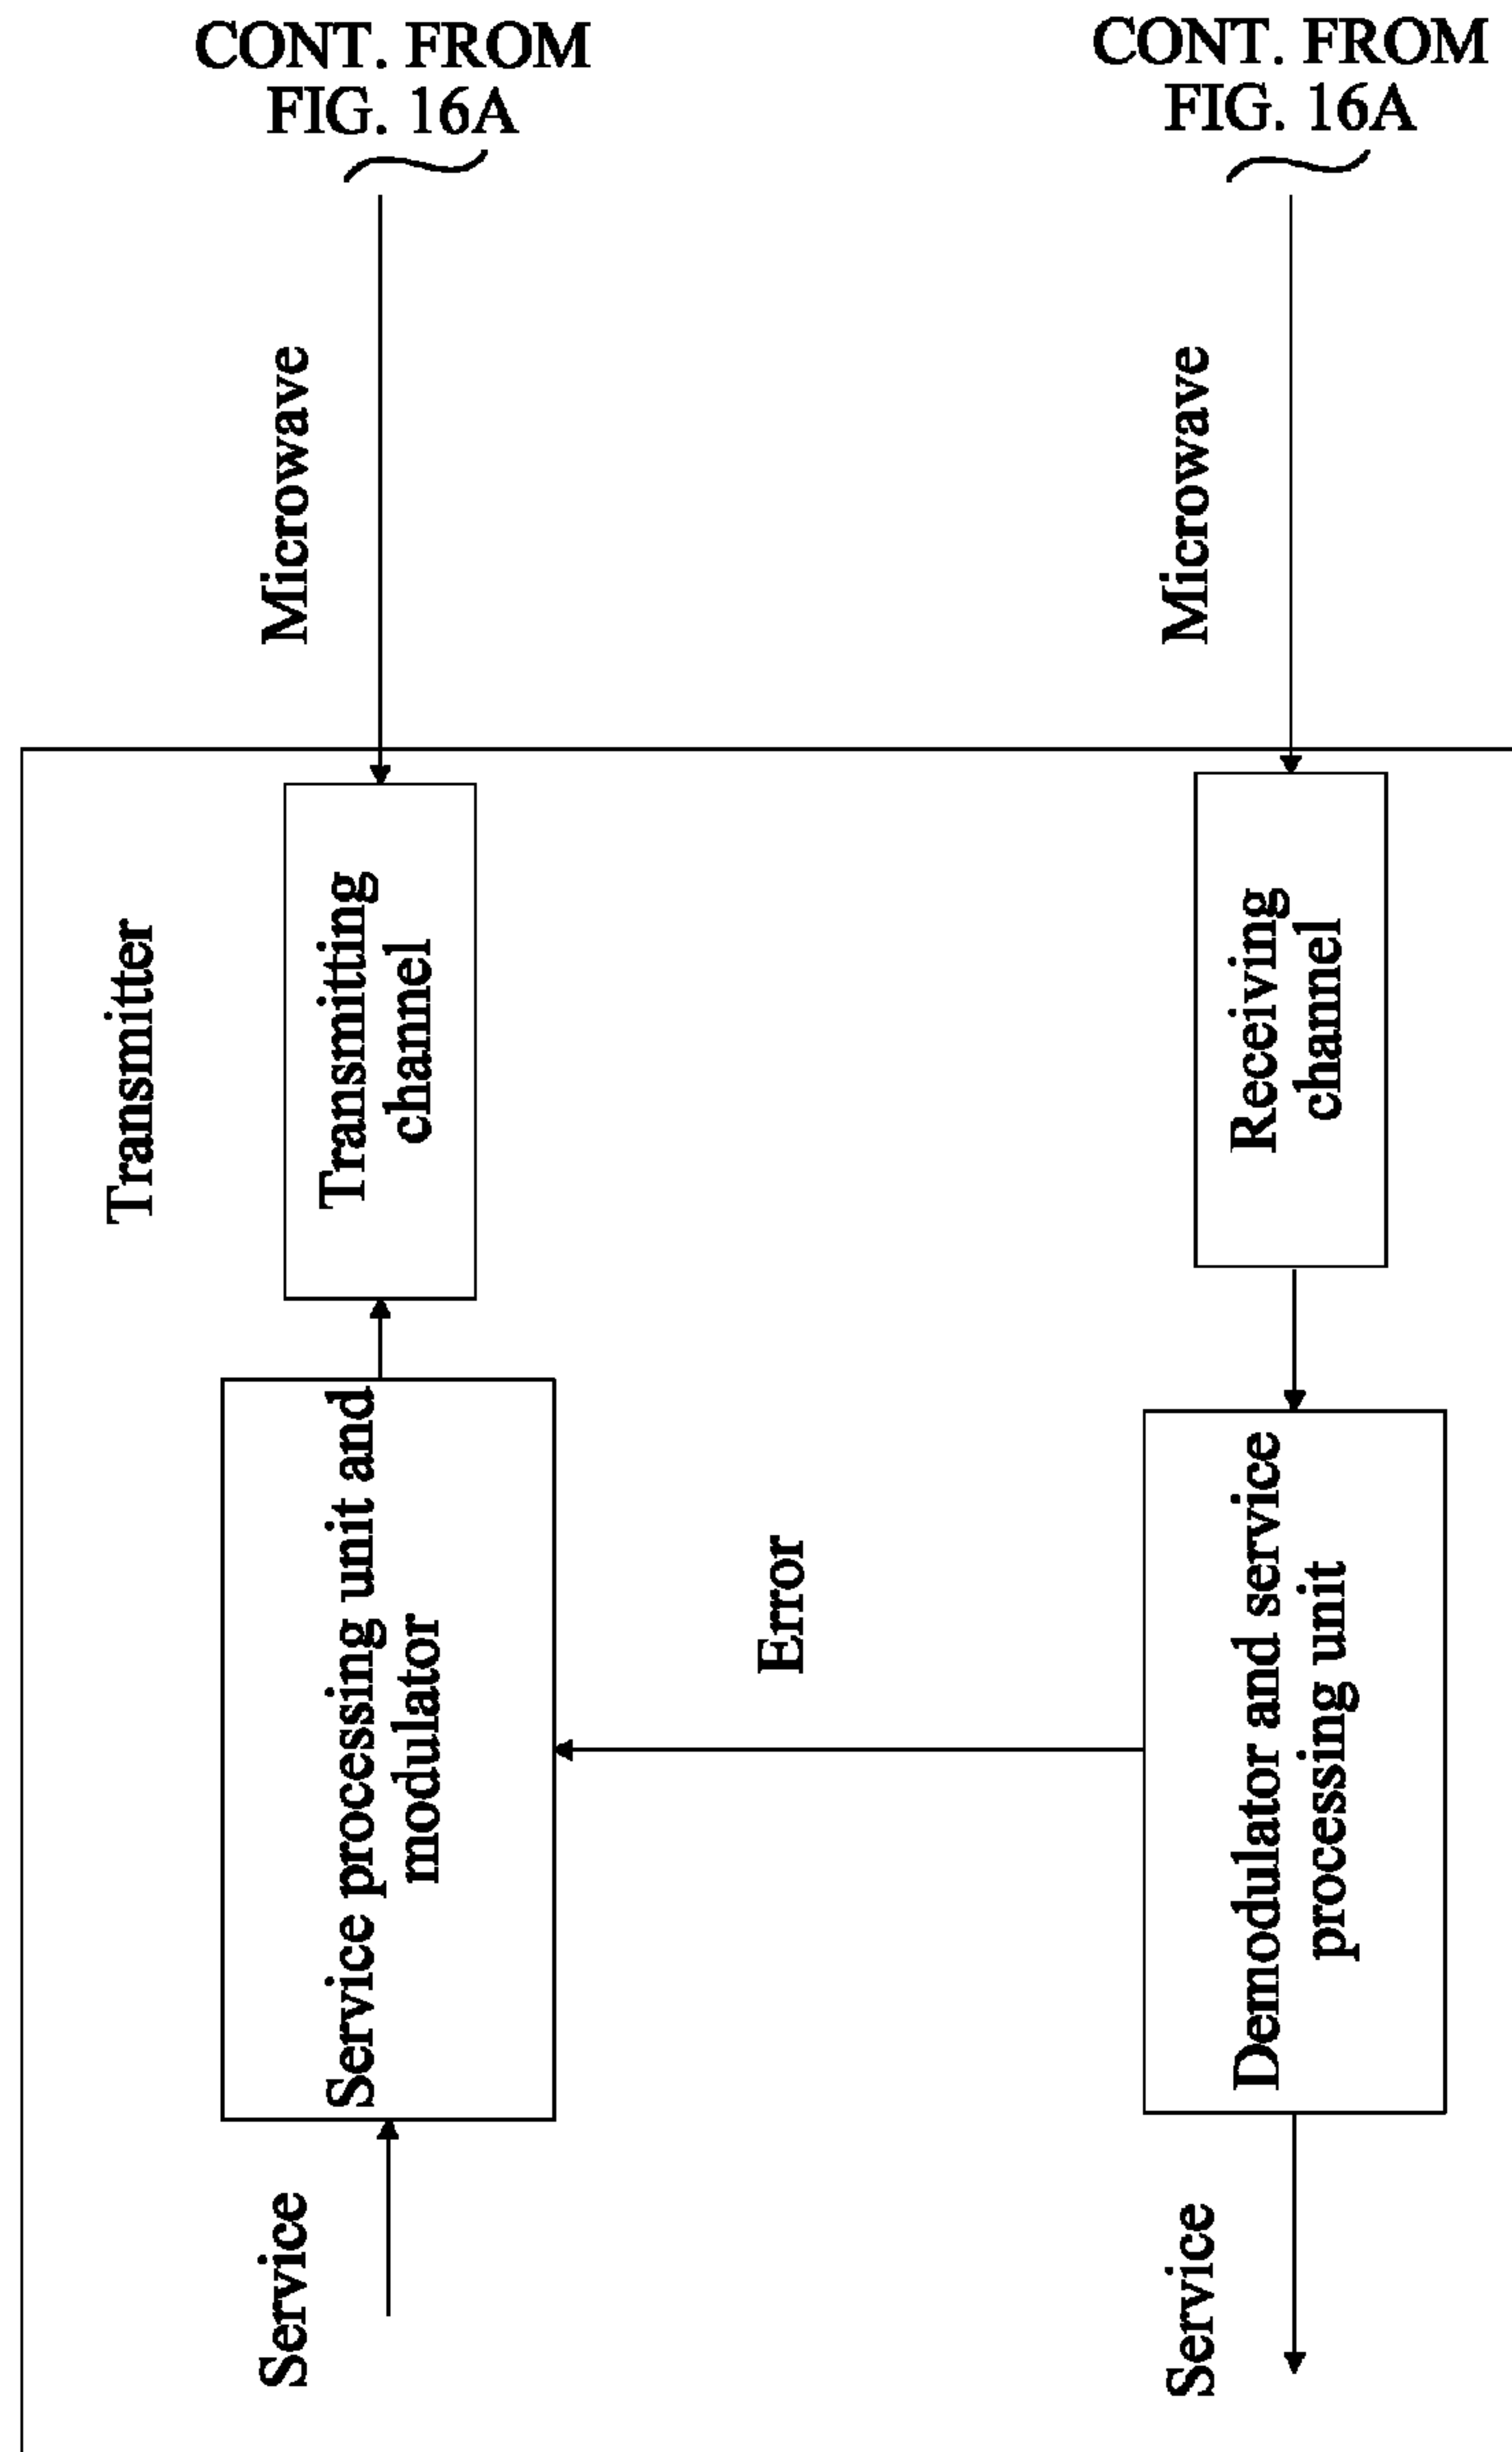 CONT. FROM
FIG. 16A
CONT. FROM
FIG. 16A
Microwave
Microwave
Transmitter
Transmitting
channel
Receiving
channel
Service processing unit and
modulator
Error
Demodulator and service
processing unit
Service
Service